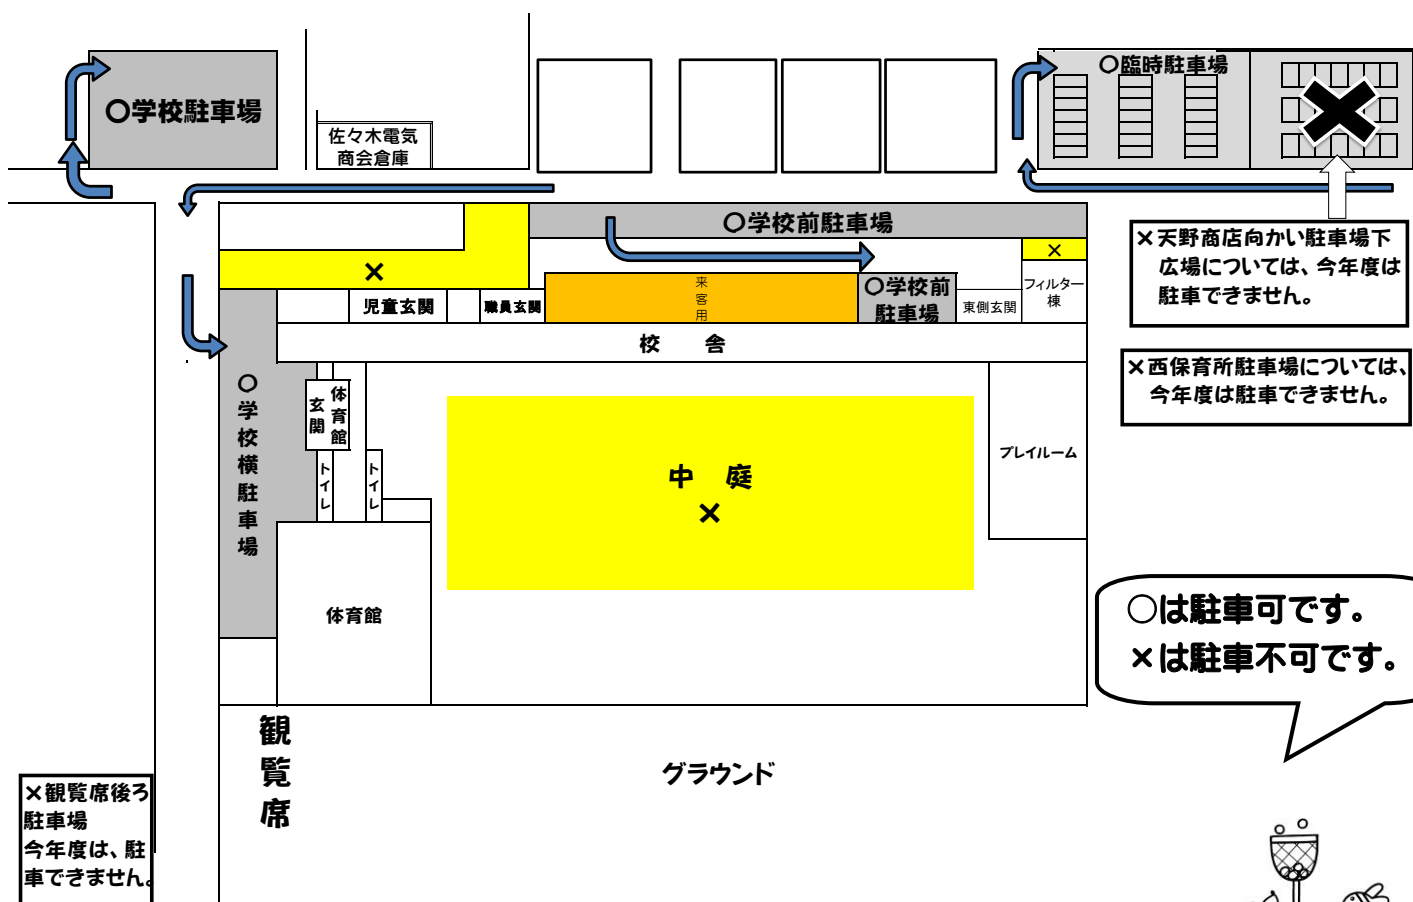 〇学校駐車場
佐々木電気
商会倉庫
〇臨時駐車場
〇学校前駐車場
×天野商店向かい駐車場下
広場については、今年度は
駐車できません。
×
×
児童玄関
職員玄関
来客用
〇学校前
駐車場
東側玄関
フィルター
棟
校　舎
×西保育所駐車場については、
今年度は駐車できません。
〇学校横駐車場
体育館
玄関
トイレ
トイレ
中　庭
×
プレイルーム
体育館
〇は駐車可です。
×は駐車不可です。
観覧席
グラウンド
×観覧席後ろ
駐車場
今年度は、駐
車できません。